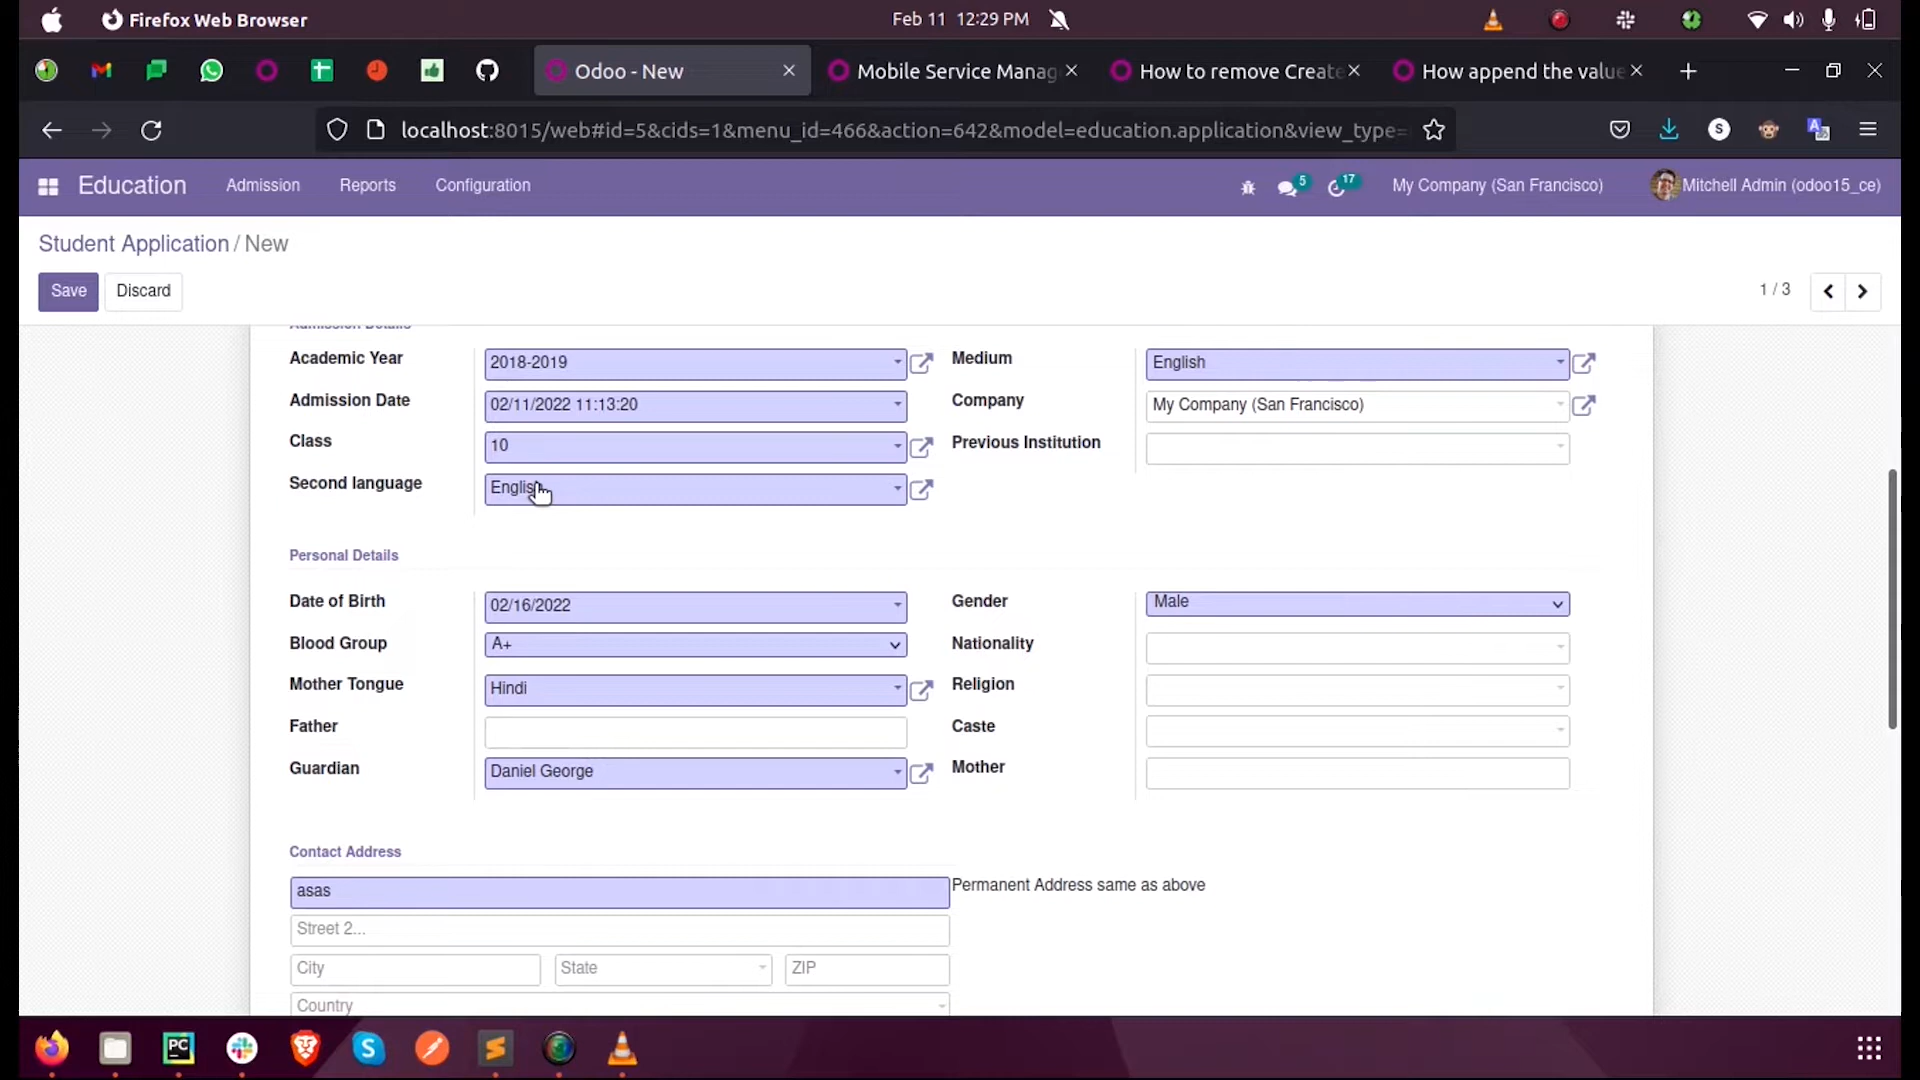 Firefox Web Browser
Feb 11 12:29 PM
Odoo - New
Mobile Service Manag
How to remove Create
How append the value
localhost:8015/web#id=5&cids=1&menu_id=466&action=642&model=education.application&view_type=
S
Education
Admission
Reports
Configuration
5
17
My Company (San Francisco)
Mitchell Admin (odoo15_ce)
Student Application / New
Save
Discard
1 / 3
Admission Details
Academic Year
2018-2019
Medium
English
Admission Date
02/11/2022 11:13:20
Company
My Company (San Francisco)
Class
10
Previous Institution
Second language
English
Personal Details
Date of Birth
02/16/2022
Gender
Male
Blood Group
A+
Nationality
Mother Tongue
Hindi
Religion
Father
Caste
Guardian
Daniel George
Mother
Contact Address
asas
Permanent Address same as above
Street 2...
City
State
ZIP
Country
PC